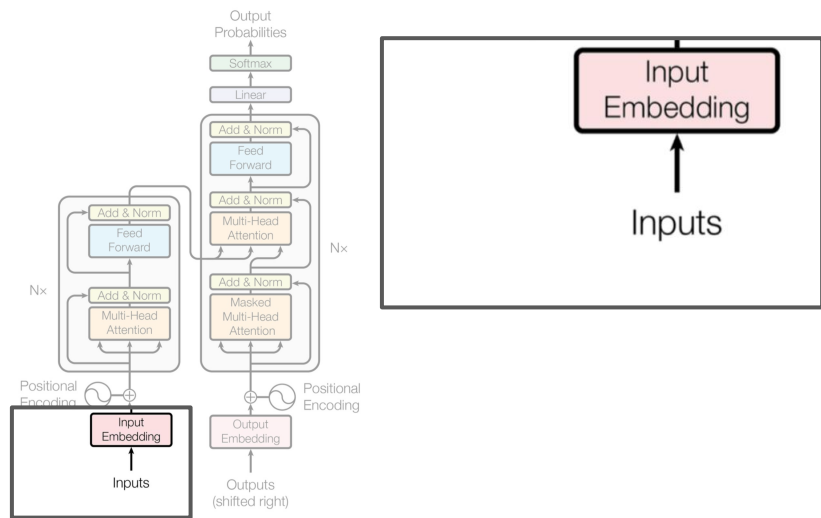 Output
Probabilities
Softmax
Linear
Add & Norm
Feed
Forward
Add & Norm
Multi-Head
Attention
Nx
Add & Norm
Masked
Multi-Head
Attention
Positional
Encoding
Output
Embedding
Outputs
(shifted right)
Add & Norm
Feed
Forward
Nx
Add & Norm
Multi-Head
Attention
Positional
Encoding
Input
Embedding
Inputs
Input
Embedding
Inputs